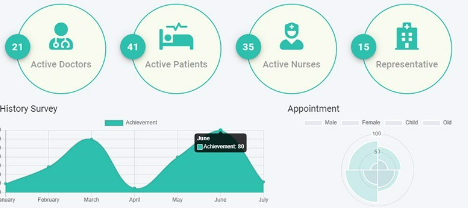 21
Active Doctors
41
Active Patients
35
Active Nurses
15
Representative
History Survey
Appointment
Achievement
Male Female Child Old
June
Achievement: 80
100
50
anuary February March April May June July